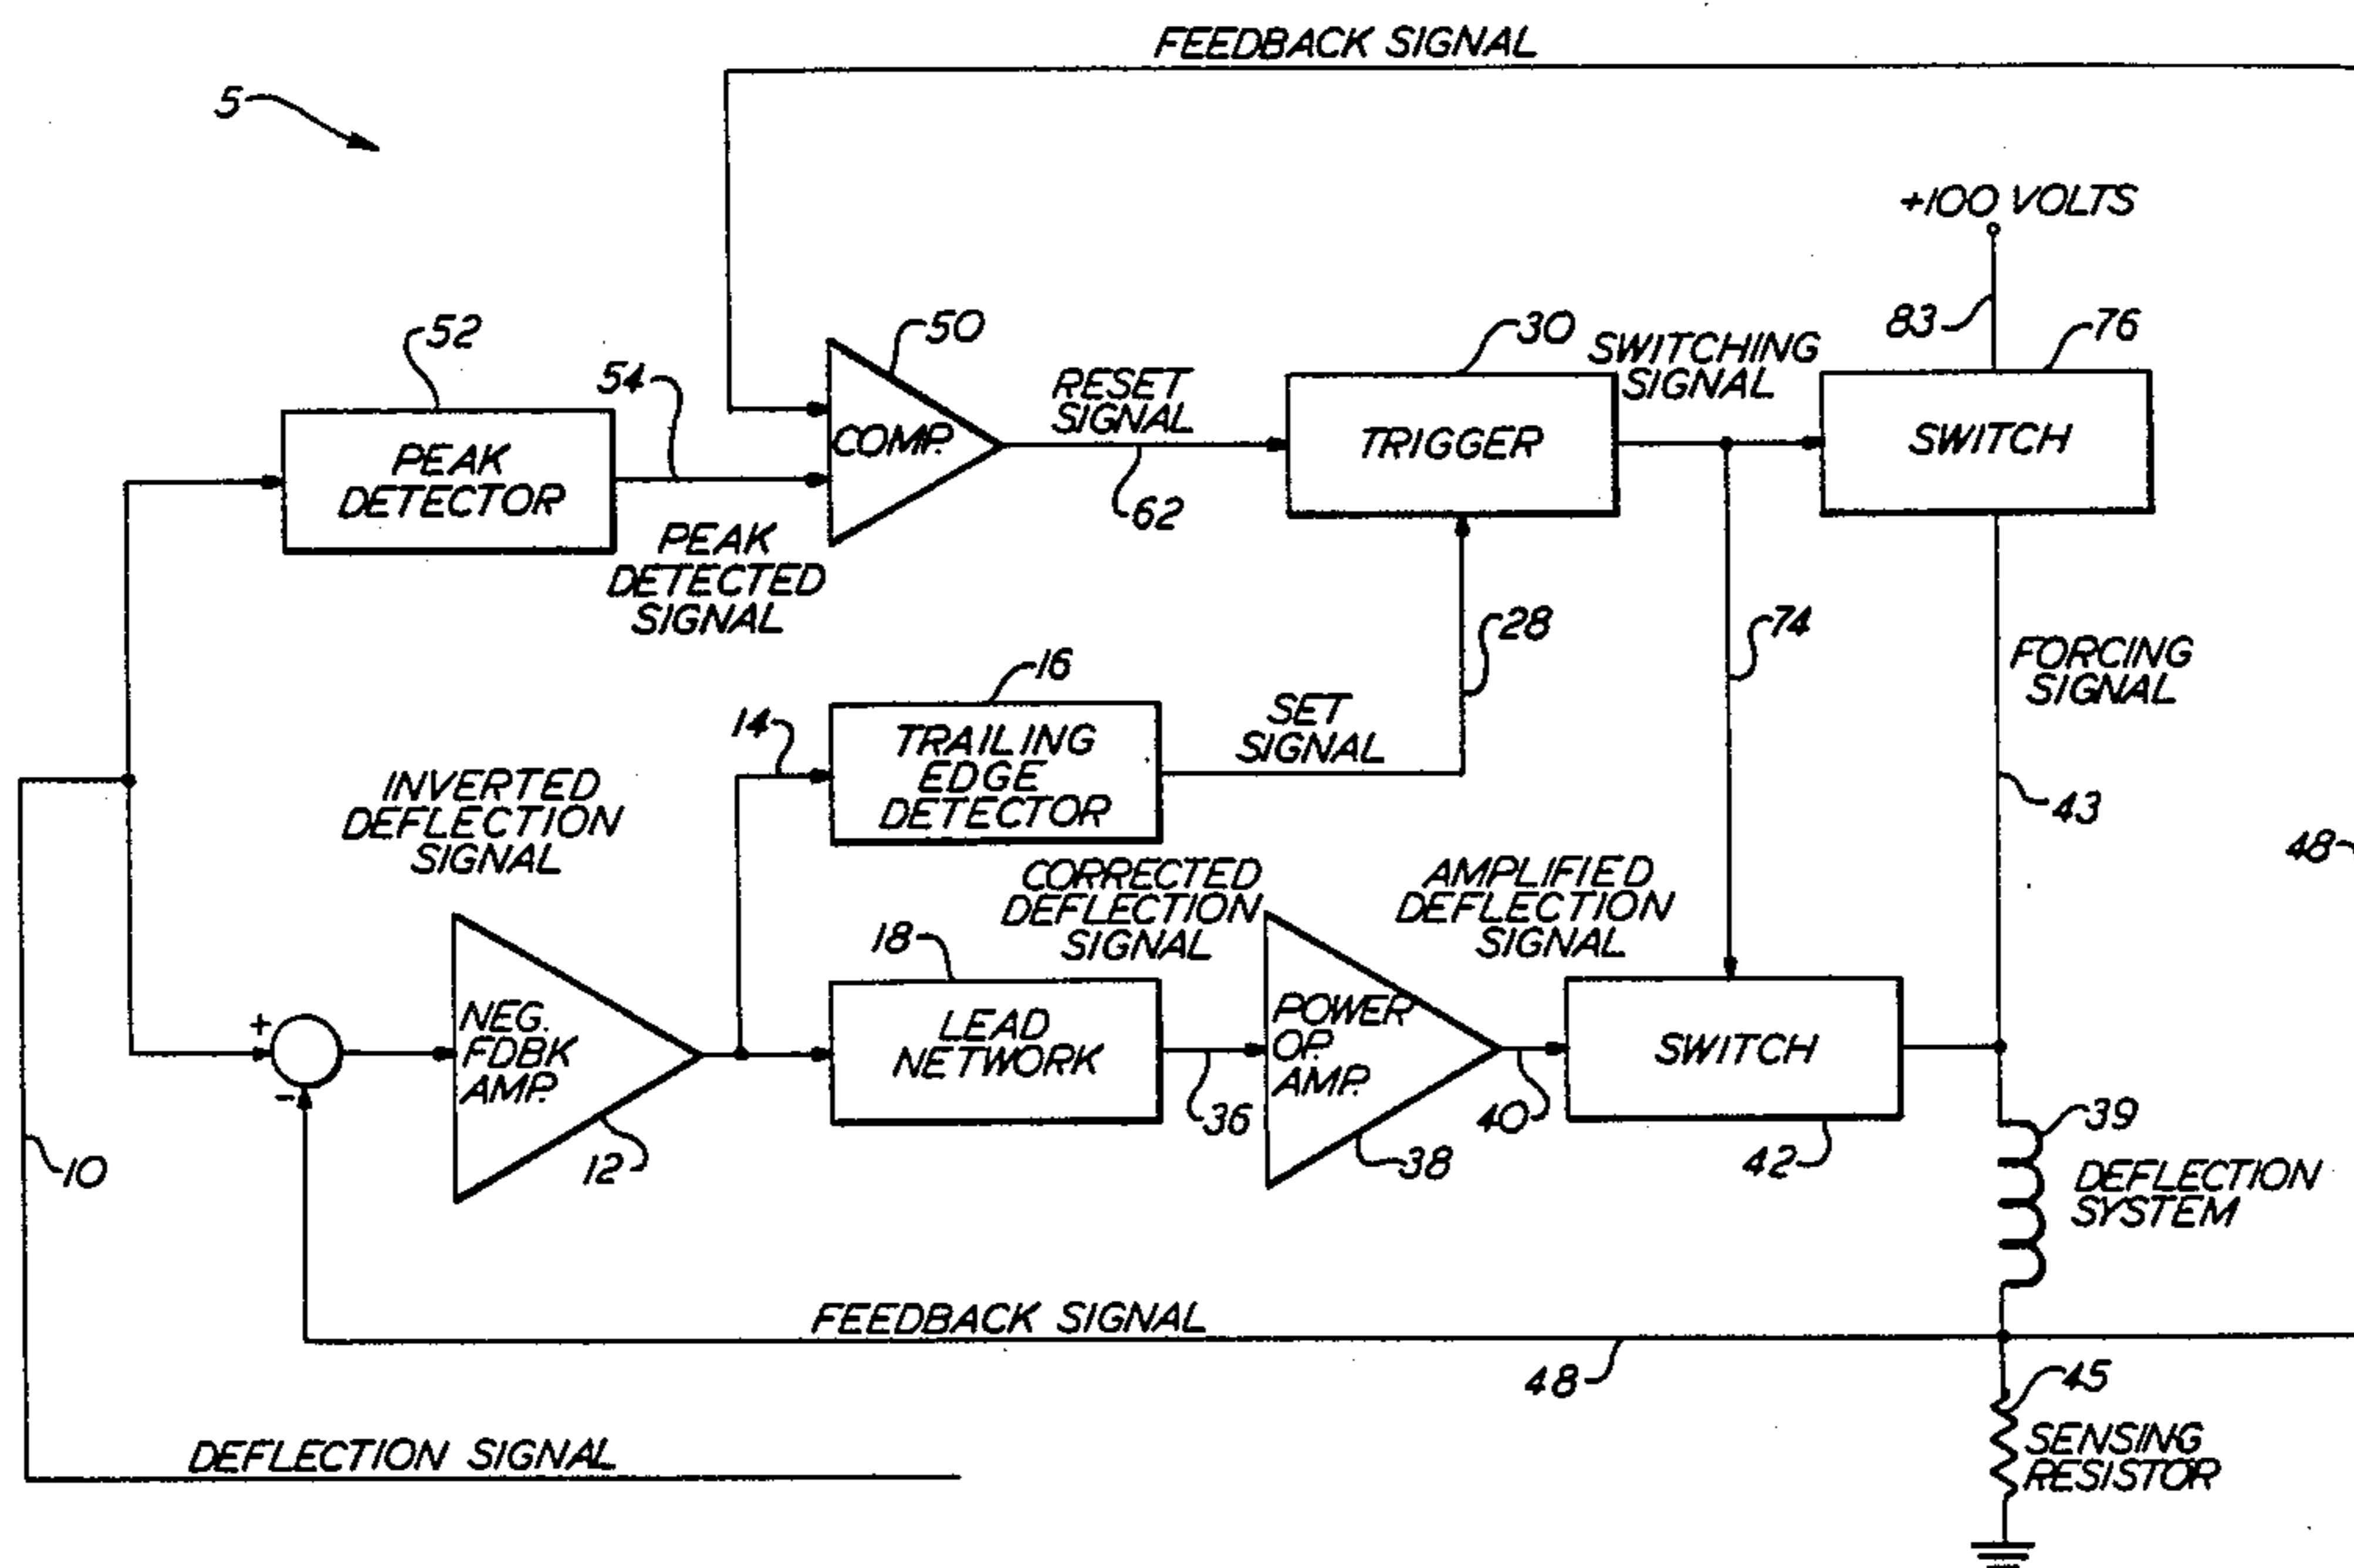 FEEDBACK SIGNAL
5
+100 VOLTS
83
76
52
54
50
30
SWITCHING
SIGNAL
RESET
SIGNAL
PEAK
DETECTOR
COMP.
TRIGGER
SWITCH
62
PEAK
DETECTED
SIGNAL
28
74
FORCING
SIGNAL
16
14
SET
SIGNAL
TRAILING
EDGE
DETECTOR
INVERTED
DEFLECTION
SIGNAL
43
48
CORRECTED
DEFLECTION
SIGNAL
AMPLIFIED
DEFLECTION
SIGNAL
18
+
-
NEG.
FDBK
AMP.
LEAD
NETWORK
POWER
OP.
AMP.
SWITCH
10
12
36
38
40
42
39
DEFLECTION
SYSTEM
FEEDBACK SIGNAL
48
45
SENSING
RESISTOR
DEFLECTION SIGNAL